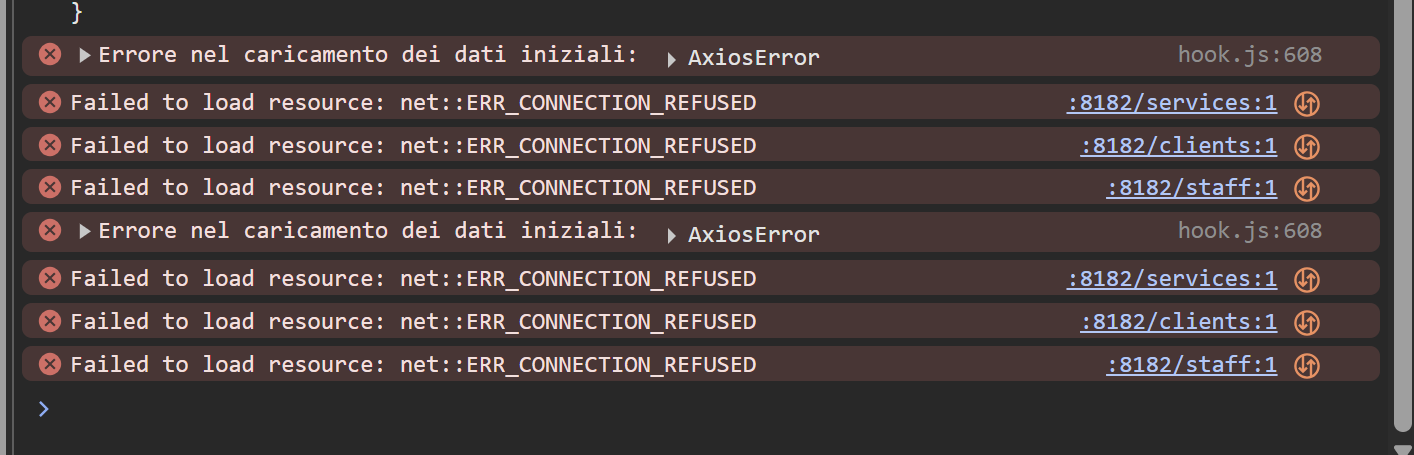 }
Errore nel caricamento dei dati iniziali: AxiosError hook.js:608
Failed to load resource: net::ERR_CONNECTION_REFUSED :8182/services:1
Failed to load resource: net::ERR_CONNECTION_REFUSED :8182/clients:1
Failed to load resource: net::ERR_CONNECTION_REFUSED :8182/staff:1
Errore nel caricamento dei dati iniziali: AxiosError hook.js:608
Failed to load resource: net::ERR_CONNECTION_REFUSED :8182/services:1
Failed to load resource: net::ERR_CONNECTION_REFUSED :8182/clients:1
Failed to load resource: net::ERR_CONNECTION_REFUSED :8182/staff:1